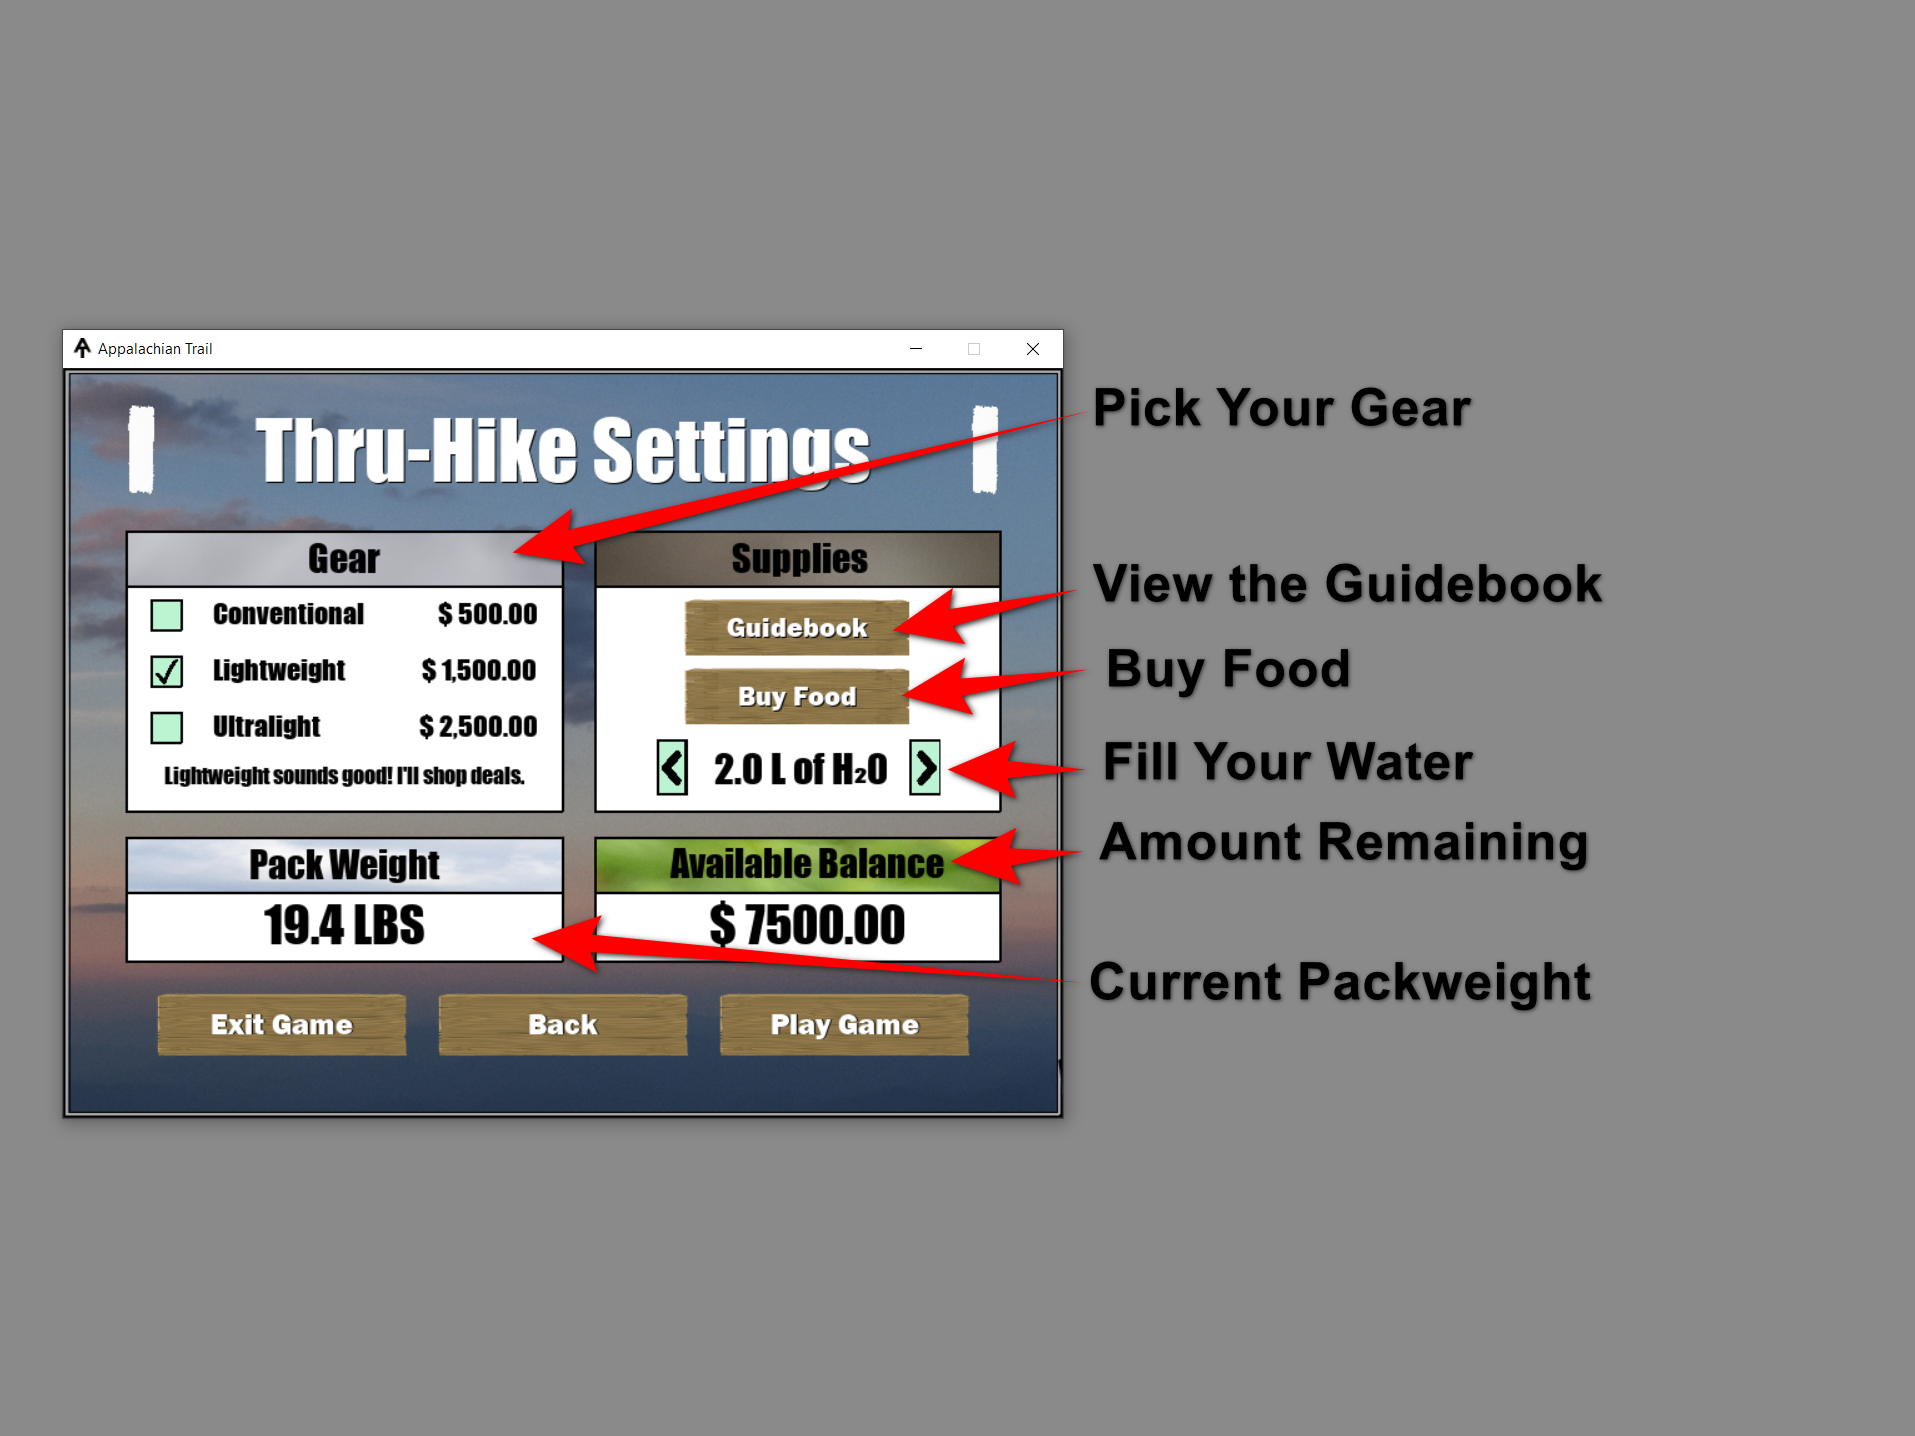 Appalachian Trail
Thru-Hike Settings
Pick Your Gear
Gear
Conventional $ 500.00
Lightweight $ 1,500.00
Ultralight $ 2,500.00
Lightweight sounds good! I'll shop deals.
Supplies
Guidebook
View the Guidebook
Buy Food
Buy Food
2.0 L of H₂O
Fill Your Water
Pack Weight
19.4 LBS
Available Balance
Amount Remaining
$ 7500.00
Current Packweight
Exit Game
Back
Play Game